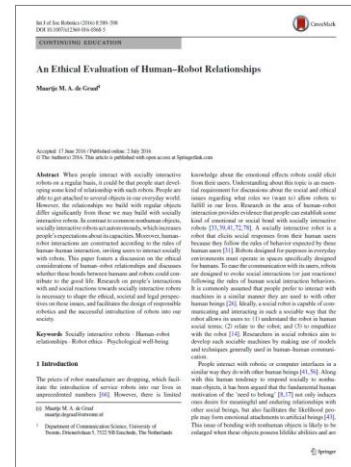 Int J of Soc Robotics (2016) 8:589–598
DOI 10.1007/s12369-016-0368-5
CrossMark
CONTINUING EDUCATION
An Ethical Evaluation of Human–Robot Relationships
Maartje M. A. de Graaf¹
Accepted: 17 June 2016 / Published online: 2 July 2016
© The Author(s) 2016. This article is published with open access at Springerlink.com
Abstract When people interact with socially interactive
robots on a regular basis, it could be that people start devel-
oping some kind of relationship with such robots. People are
able to get attached to several objects in our everyday world.
However, the relationships we build with regular objects
differ significantly from those we may build with socially
interactive robots. In contrast to common nonhuman objects,
socially interactive robots act autonomously, which increases
people's expectations about its capacities. Moreover, human–
robot interactions are constructed according to the rules of
human–human interaction, inviting users to interact socially
with robots. This paper fosters a discussion on the ethical
considerations of human–robot relationships and discusses
whether these bonds between humans and robots could con-
tribute to the good life. Research on people's interactions
with and social reactions towards socially interactive robots
is necessary to shape the ethical, societal and legal perspec-
tives on these issues, and facilitates the design of responsible
robotics and the successful introduction of robots into our
society.
Keywords Socially interactive robots · Human–robot
relationships · Robot ethics · Psychological well-being
1 Introduction
The prices of robot manufacture are dropping, which facili-
tate the introduction of service robots into our lives in
unprecedented numbers [66]. However, there is limited
Maartje M. A. de Graaf
maartje.degraaf@utwente.nl
Department of Communication Science, University of
Twente, Drienerlolaan 5, 7522 NB Enschede, The Netherlands
knowledge about the emotional effects robots could elicit
from their users. Understanding about this topic is an essen-
tial requirement for discussions about the social and ethical
issues regarding what roles we (want to) allow robots to
fulfill in our lives. Research in the area of human–robot
interaction provides evidence that people can establish some
kind of emotional or social bond with socially interactive
robots
A socially interactive robot is a
robot that elicits social responses from their human users
because they follow the rules of behavior expected by those
human users [31]. Robots designed for purposes in everyday
environments must operate in spaces specifically designed
for humans. To ease the communication with its users, robots
are designed to evoke social interactions (or just reactions)
following the rules of human social interaction behaviors.
It is commonly assumed that people prefer to interact with
machines in a similar manner they are used to with other
human beings
Ideally, a social robot is capable of com-
municating and interacting in such a sociable way that the
robot allows its users to: (1) understand the robot in human
social terms; (2) relate to the robot; and (3) to empathize
with the robot [14]. Researchers in social robotics aim to
develop such sociable machines by making use of models
and techniques generally used in human–human communi-
cation.
People interact with robotic or computer interfaces in a
similar way they do with other human beings
Along
with this human tendency to respond socially to nonhu-
man objects, it has been argued that the fundamental human
motivation of the 'need to belong'
not only induces
ones desire for meaningful and enduring relationships with
other social beings, but also facilitates the likelihood peo-
ple may form emotional attachments to artificial beings
This issue of bonding with nonhuman objects is likely to be
enlarged when these objects possess lifelike abilities and are
Springer